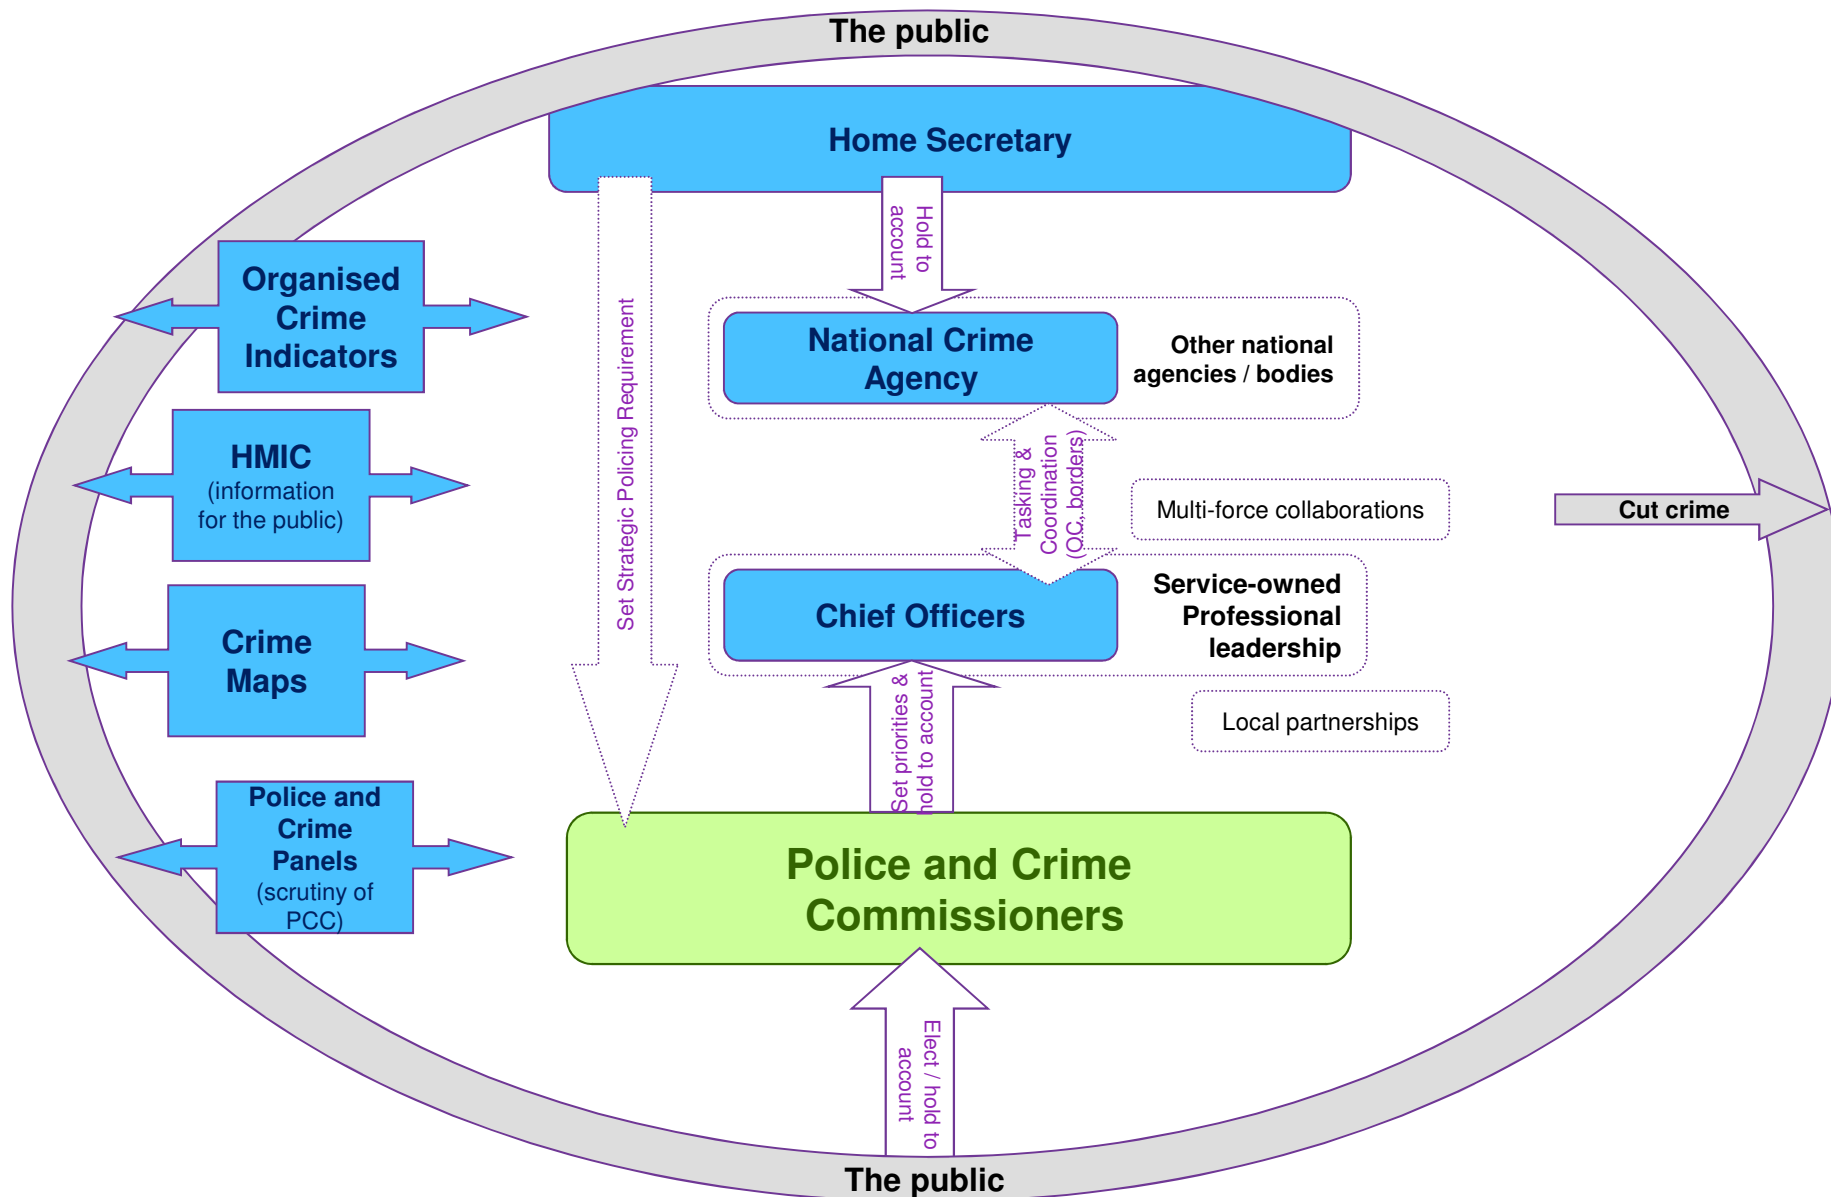 The public
Home Secretary
Hold to
account
Set Strategic Policing Requirement
Organised
Crime
Indicators
National Crime
Agency
Other national
agencies / bodies
HMIC
(information
for the public)
Tasking &
Coordination
(OC, borders)
Multi-force collaborations
Cut crime
Chief Officers
Service-owned
Professional
leadership
Crime
Maps
Set priorities &
hold to account
Local partnerships
Police and
Crime
Panels
(scrutiny of
PCC)
Police and Crime
Commissioners
Elect / hold to
account
The public